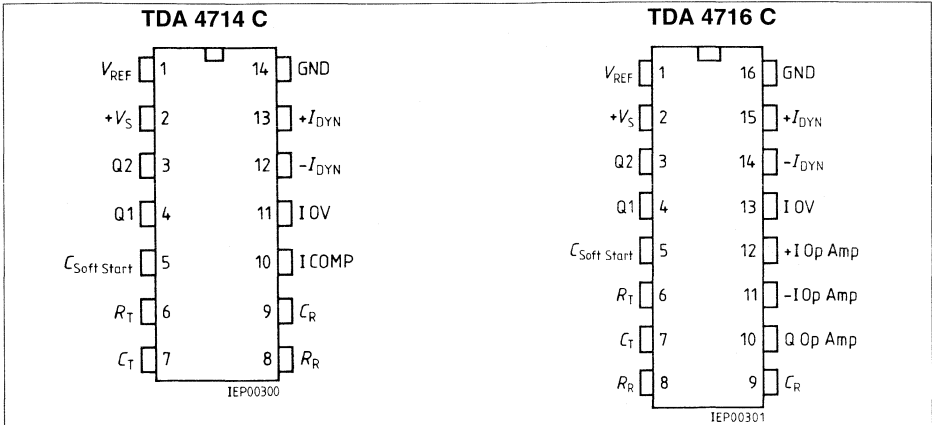 TDA 4714 C
V_REF 1 14 GND
+V_S 2 13 +I_DYN
Q2 3 12 -I_DYN
Q1 4 11 I OV
C_Soft Start 5 10 I COMP
R_T 6 9 C_R
C_T 7 8 R_R
IEP00300
TDA 4716 C
V_REF 1 16 GND
+V_S 2 15 +I_DYN
Q2 3 14 -I_DYN
Q1 4 13 I OV
C_Soft Start 5 12 +I Op Amp
R_T 6 11 -I Op Amp
C_T 7 10 Q Op Amp
R_R 8 9 C_R
IEP00301